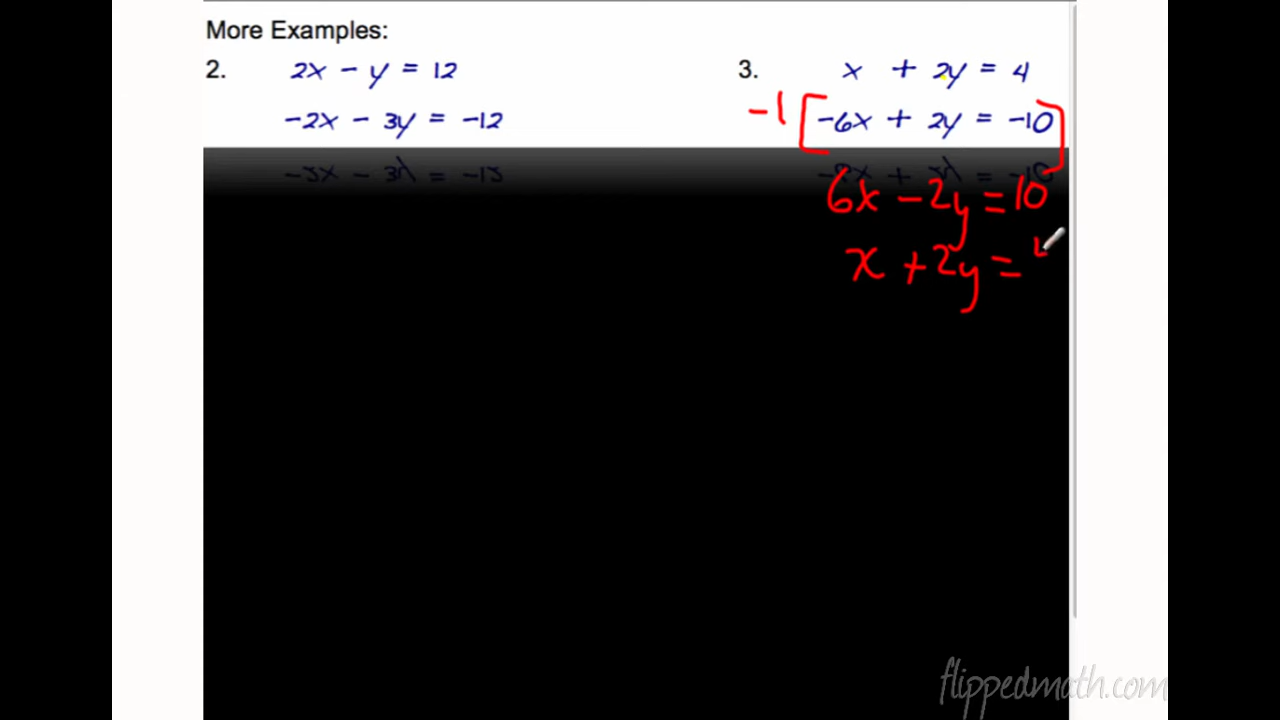 More Examples:
2. 2x - y = 12
-2x - 3y = -12
3. x + 2y = 4
-1 [-6x + 2y = -10]
6x - 2y = 10
x + 2y = 4
flippedmath.com